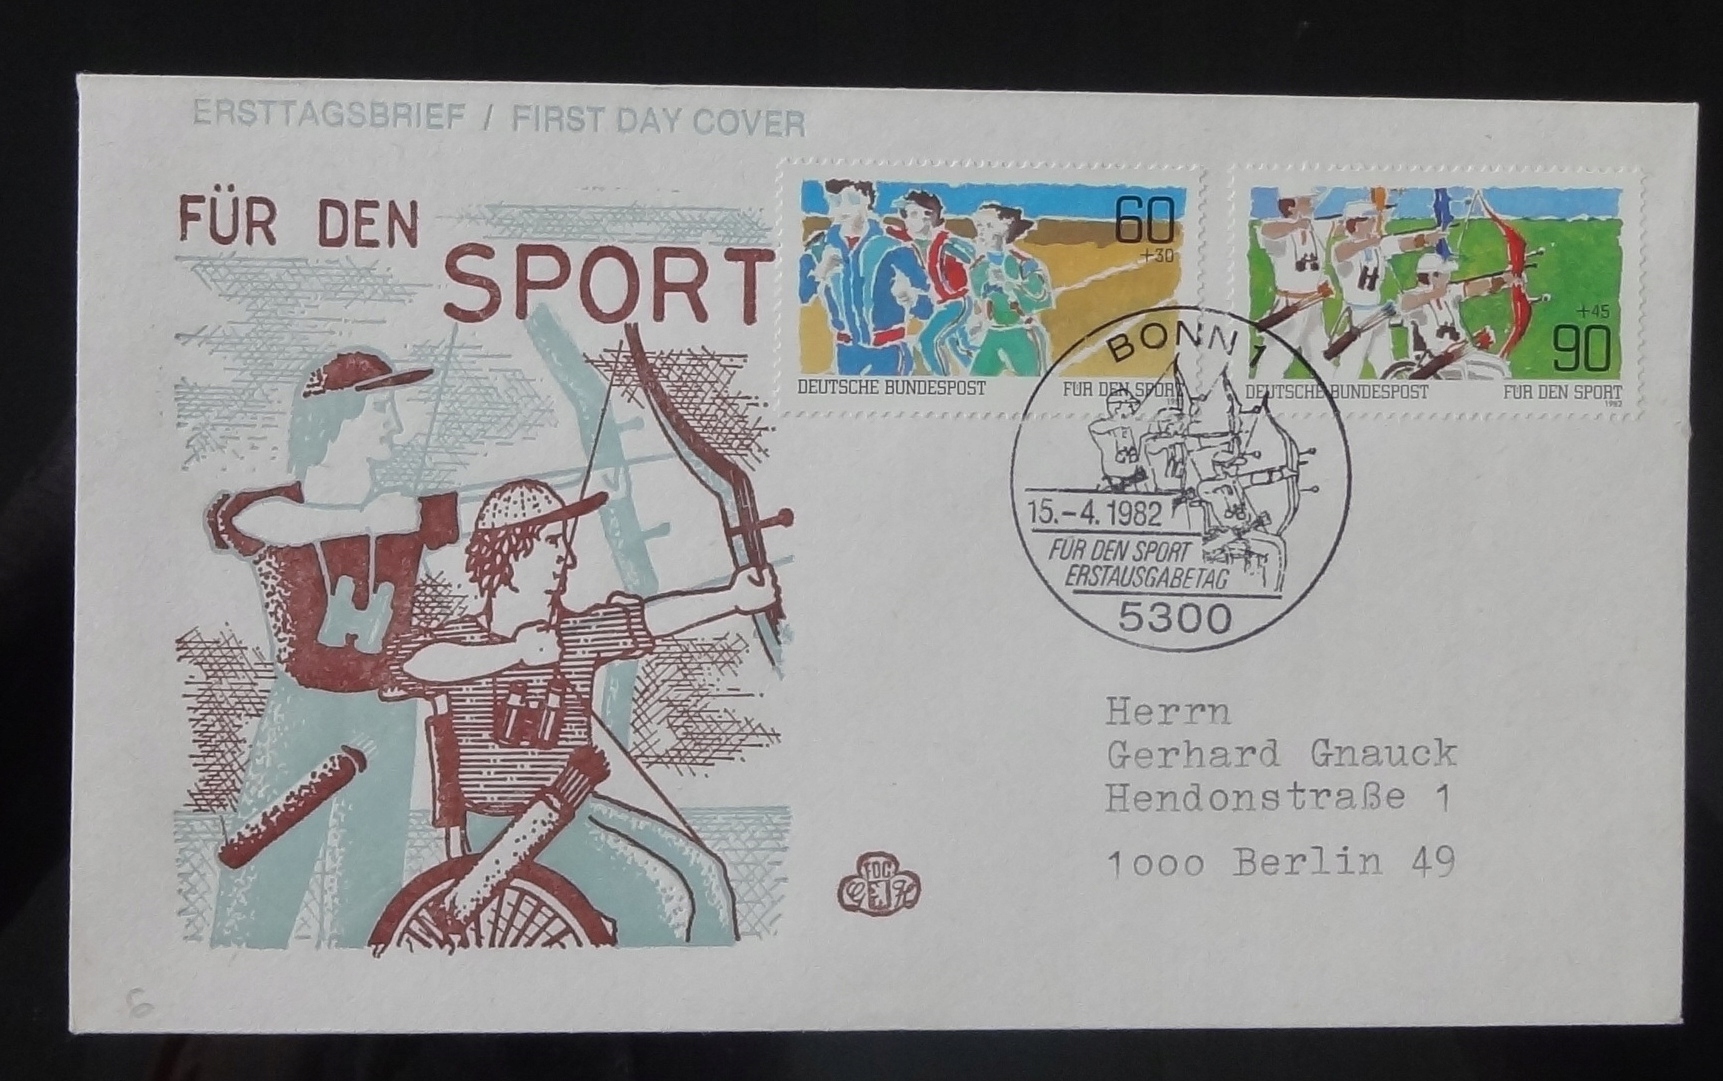 ERSTTAGSBRIEF / FIRST DAY COVER
FÜR DEN
SPORT
H
60
+30
DEUTSCHE BUNDESPOST
FÜR DEN SPORT
H
+45
90
DEUTSCHE BUNDESPOST
FÜR DEN SPORT
1982
BONN 1
H
15.-4.1982
FÜR DEN SPORT
ERSTAUSGABETAG
5300
Herrn
Gerhard Gnauck
Hendonstraße 1
1000 Berlin 49
FDC
6